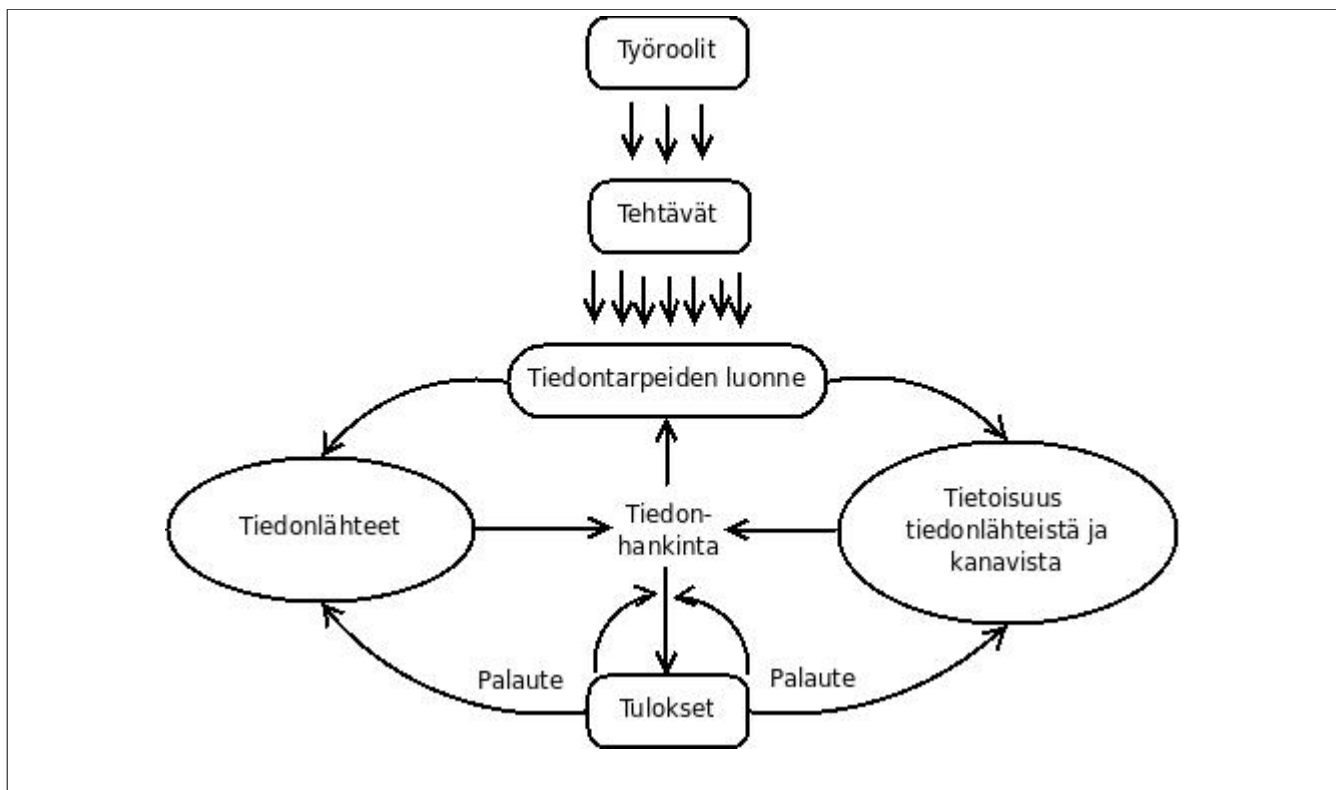 Työroolit
Tehtävät
Tiedontarpeiden luonne
Tiedonlähteet
Tiedon-
hankinta
Tietoisuus
tiedonlähteistä ja
kanavista
Palaute
Palaute
Tulokset